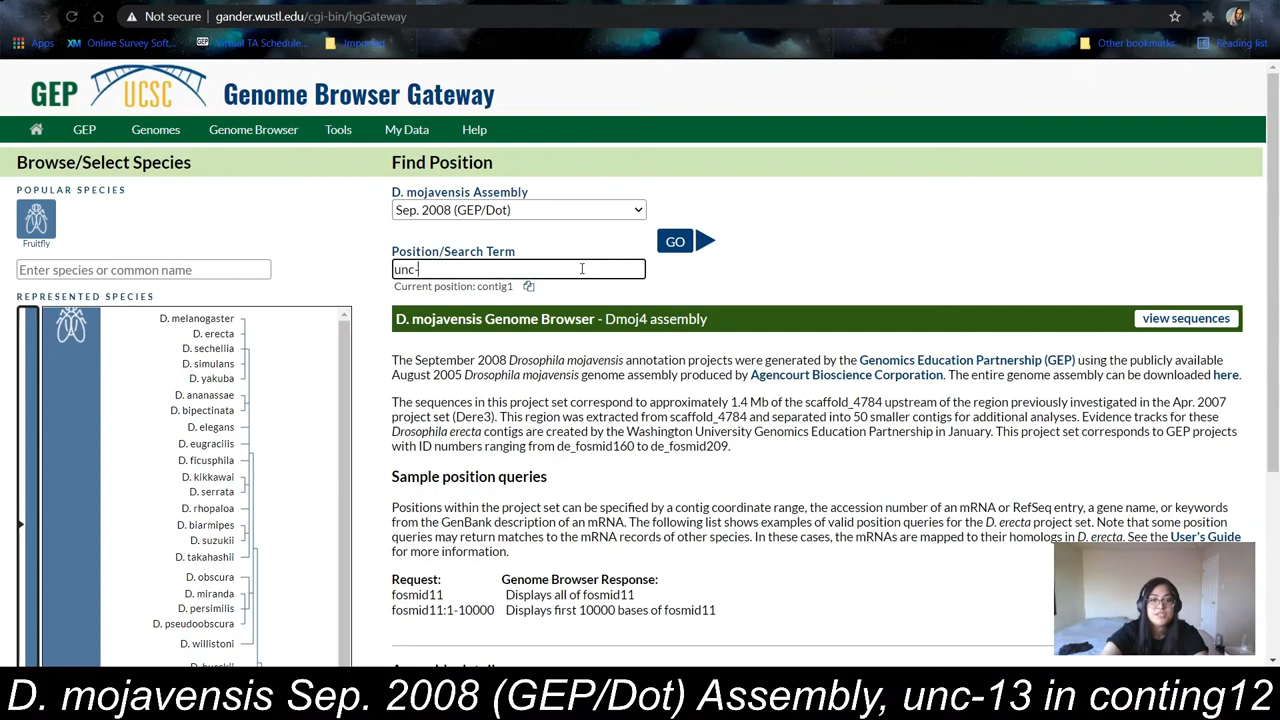 Not secure gander.wustl.edu/cgi-bin/hgGateway
Apps XM Online Survey Soft... GEP Virtual TA Schedule... Imported Other bookmarks Reading list
GEP UCSC Genome Browser Gateway
GEP Genomes Genome Browser Tools My Data Help
Browse/Select Species
POPULAR SPECIES
Fruitfly
Enter species or common name
REPRESENTED SPECIES
D. melanogaster
D. erecta
D. sechellia
D. simulans
D. yakuba
D. ananassae
D. bipectinata
D. elegans
D. eugracilis
D. ficusphila
D. kikkawai
D. serrata
D. rhopaloa
D. biarmipes
D. suzukii
D. takahashii
D. obscura
D. miranda
D. persimilis
D. pseudoobscura
D. willistoni
Find Position
D. mojavensis Assembly
Sep. 2008 (GEP/Dot)
GO
Position/Search Term
unc-
Current position: contig1
D. mojavensis Genome Browser - Dmoj4 assembly view sequences
The September 2008 Drosophila mojavensis annotation projects were generated by the Genomics Education Partnership (GEP) using the publicly available
August 2005 Drosophila mojavensis genome assembly produced by Agencourt Bioscience Corporation. The entire genome assembly can be downloaded here.
The sequences in this project set correspond to approximately 1.4 Mb of the scaffold_4784 upstream of the region previously investigated in the Apr. 2007
project set (Dere3). This region was extracted from scaffold_4784 and separated into 50 smaller contigs for additional analyses. Evidence tracks for these
Drosophila erecta contigs are created by the Washington University Genomics Education Partnership in January. This project set corresponds to GEP projects
with ID numbers ranging from de_fosmid160 to de_fosmid209.
Sample position queries
Positions within the project set can be specified by a contig coordinate range, the accession number of an mRNA or RefSeq entry, a gene name, or keywords
from the GenBank description of an mRNA. The following list shows examples of valid position queries for the D. erecta project set. Note that some position
queries may return matches to the mRNA records of other species. In these cases, the mRNAs are mapped to their homologs in D. erecta. See the User's Guide
for more information.
Request: Genome Browser Response:
fosmid11 Displays all of fosmid11
fosmid11:1-10000 Displays first 10000 bases of fosmid11
D. mojavensis Sep. 2008 (GEP/Dot) Assembly, unc-13 in conting12